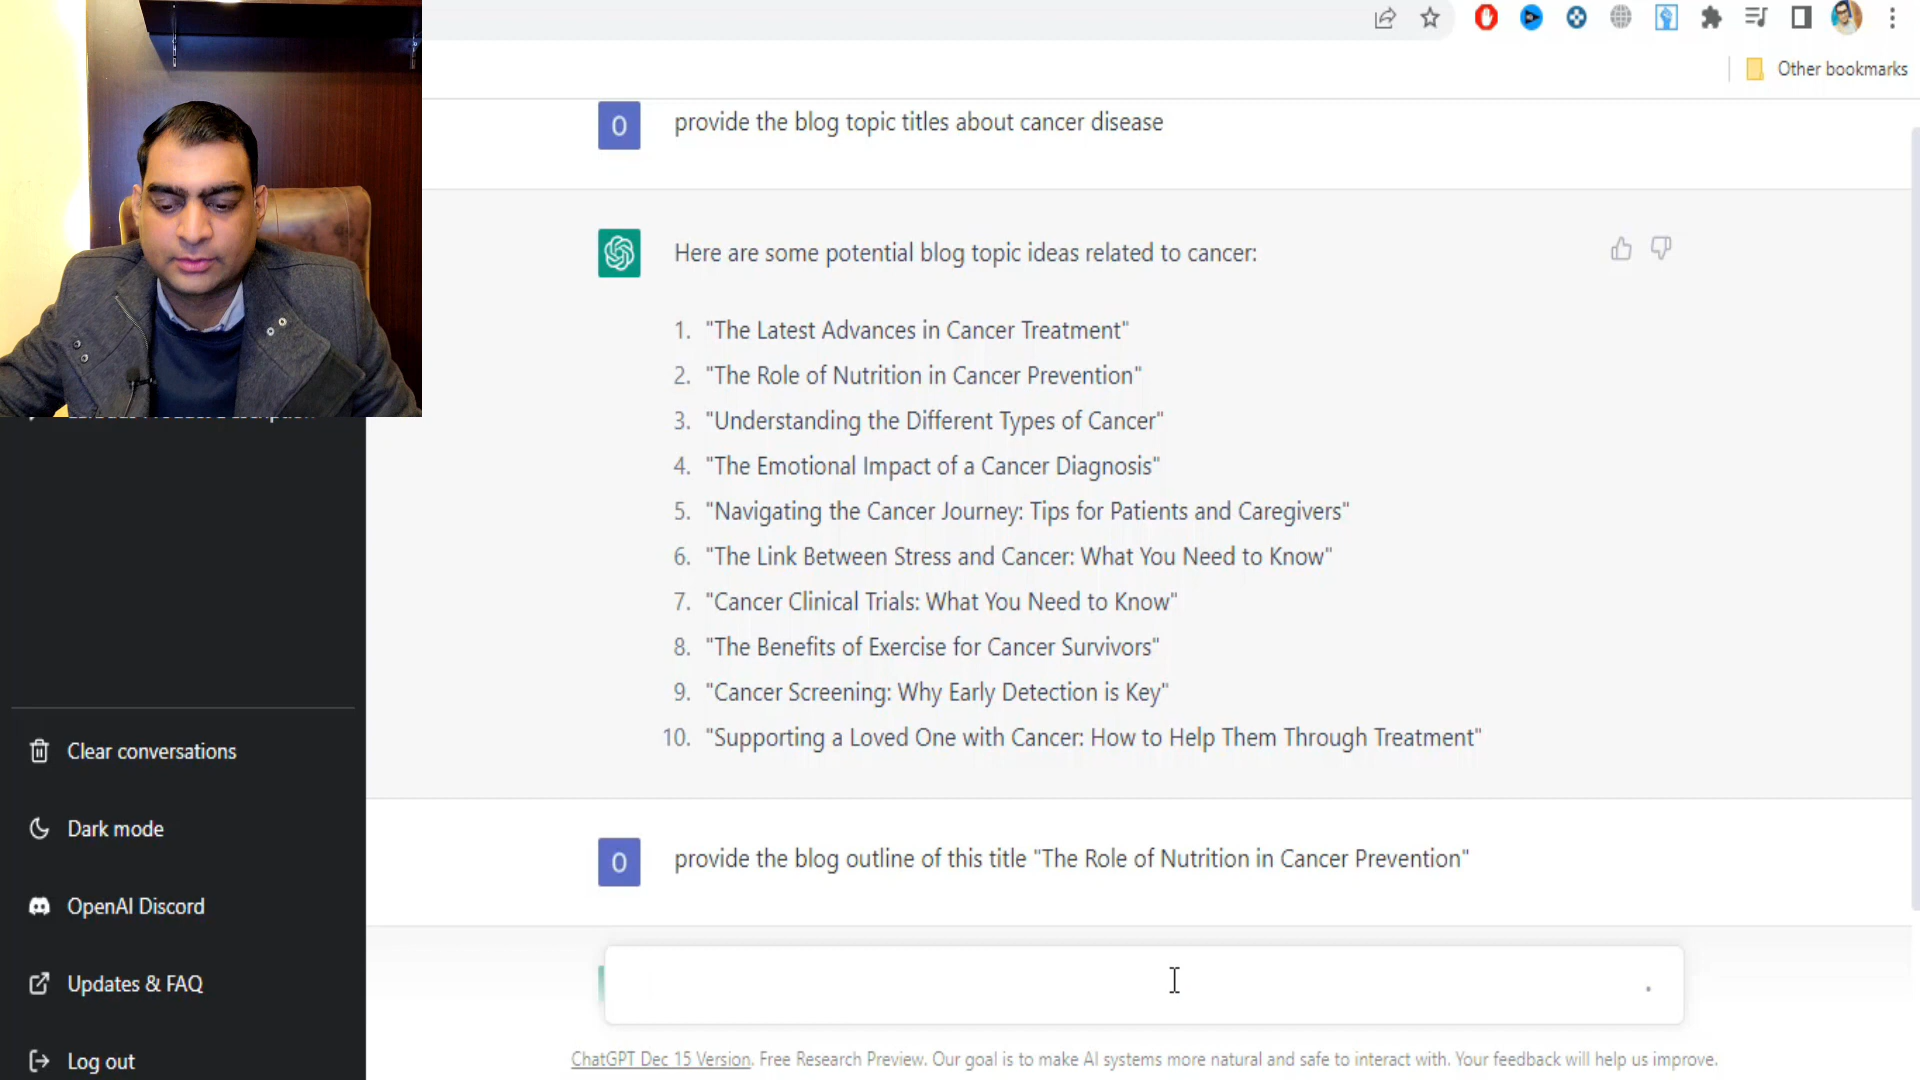 Other bookmarks
O
provide the blog topic titles about cancer disease
Here are some potential blog topic ideas related to cancer:
1. "The Latest Advances in Cancer Treatment"
2. "The Role of Nutrition in Cancer Prevention"
3. "Understanding the Different Types of Cancer"
4. "The Emotional Impact of a Cancer Diagnosis"
5. "Navigating the Cancer Journey: Tips for Patients and Caregivers"
6. "The Link Between Stress and Cancer: What You Need to Know"
7. "Cancer Clinical Trials: What You Need to Know"
8. "The Benefits of Exercise for Cancer Survivors"
9. "Cancer Screening: Why Early Detection is Key"
10. "Supporting a Loved One with Cancer: How to Help Them Through Treatment"
O
provide the blog outline of this title "The Role of Nutrition in Cancer Prevention"
Clear conversations
Dark mode
OpenAI Discord
Updates & FAQ
Log out
ChatGPT Dec 15 Version. Free Research Preview. Our goal is to make AI systems more natural and safe to interact with. Your feedback will help us improve.